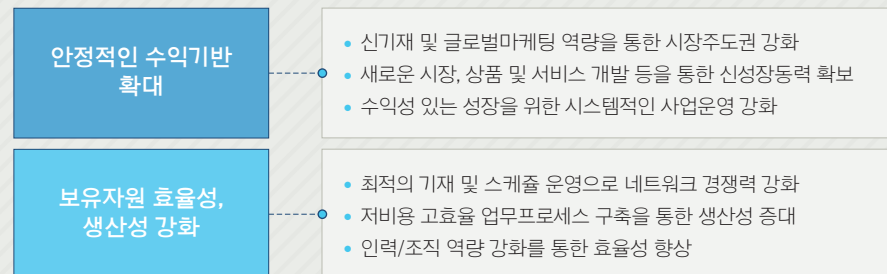 안정적인 수익기반
확대
• 신기재 및 글로벌마케팅 역량을 통한 시장주도권 강화
• 새로운 시장, 상품 및 서비스 개발 등을 통한 신성장동력 확보
• 수익성 있는 성장을 위한 시스템적인 사업운영 강화
보유자원 효율성,
생산성 강화
• 최적의 기재 및 스케쥴 운영으로 네트워크 경쟁력 강화
• 저비용 고효율 업무프로세스 구축을 통한 생산성 증대
• 인력/조직 역량 강화를 통한 효율성 향상